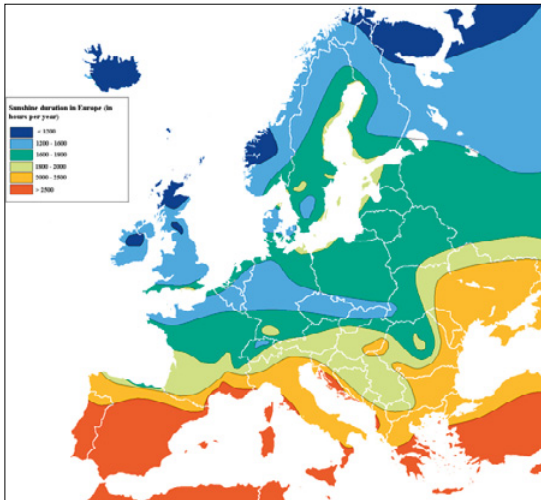 Sunshine duration in Europe (in
hours per year)
< 1200
1200 - 1600
1600 - 1800
1800 - 2000
2000 - 2500
> 2500